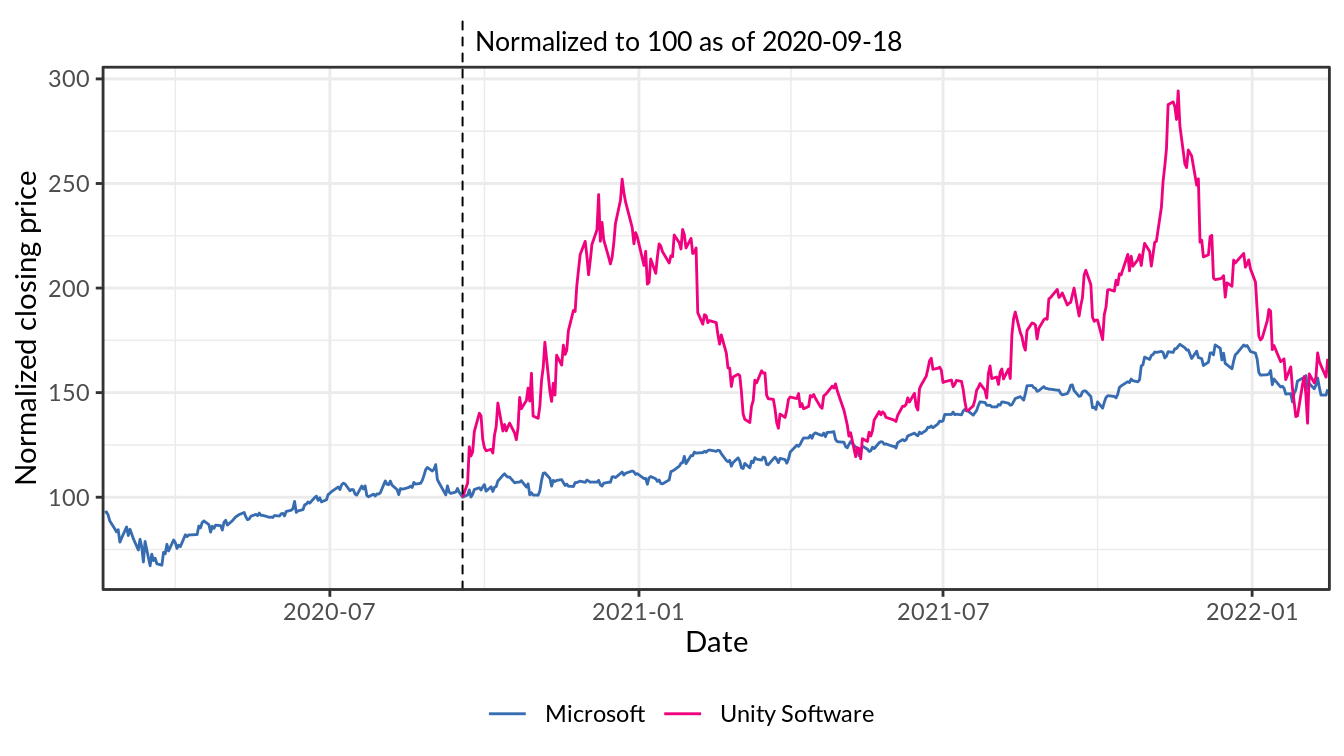 Normalized to 100 as of 2020-09-18
300
250
200
150
100
Normalized closing price
2020-07 2021-01 2021-07 2022-01
Date
Microsoft Unity Software